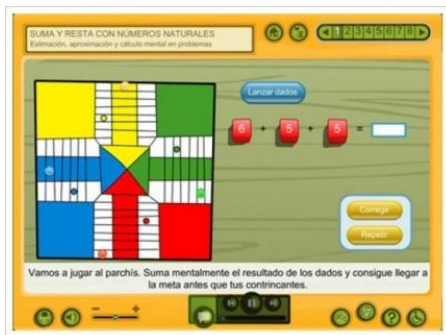 SUMA Y RESTA CON NÚMEROS NATURALES
Estimación, aproximación y cálculo mental en problemas
1 2 3 4 5 6 7 8
Lanzar dados
6 + 5 + 5 =
Corregir
Repetir
Vamos a jugar al parchís. Suma mentalmente el resultado de los dados y consigue llegar a
la meta antes que tus contrincantes.